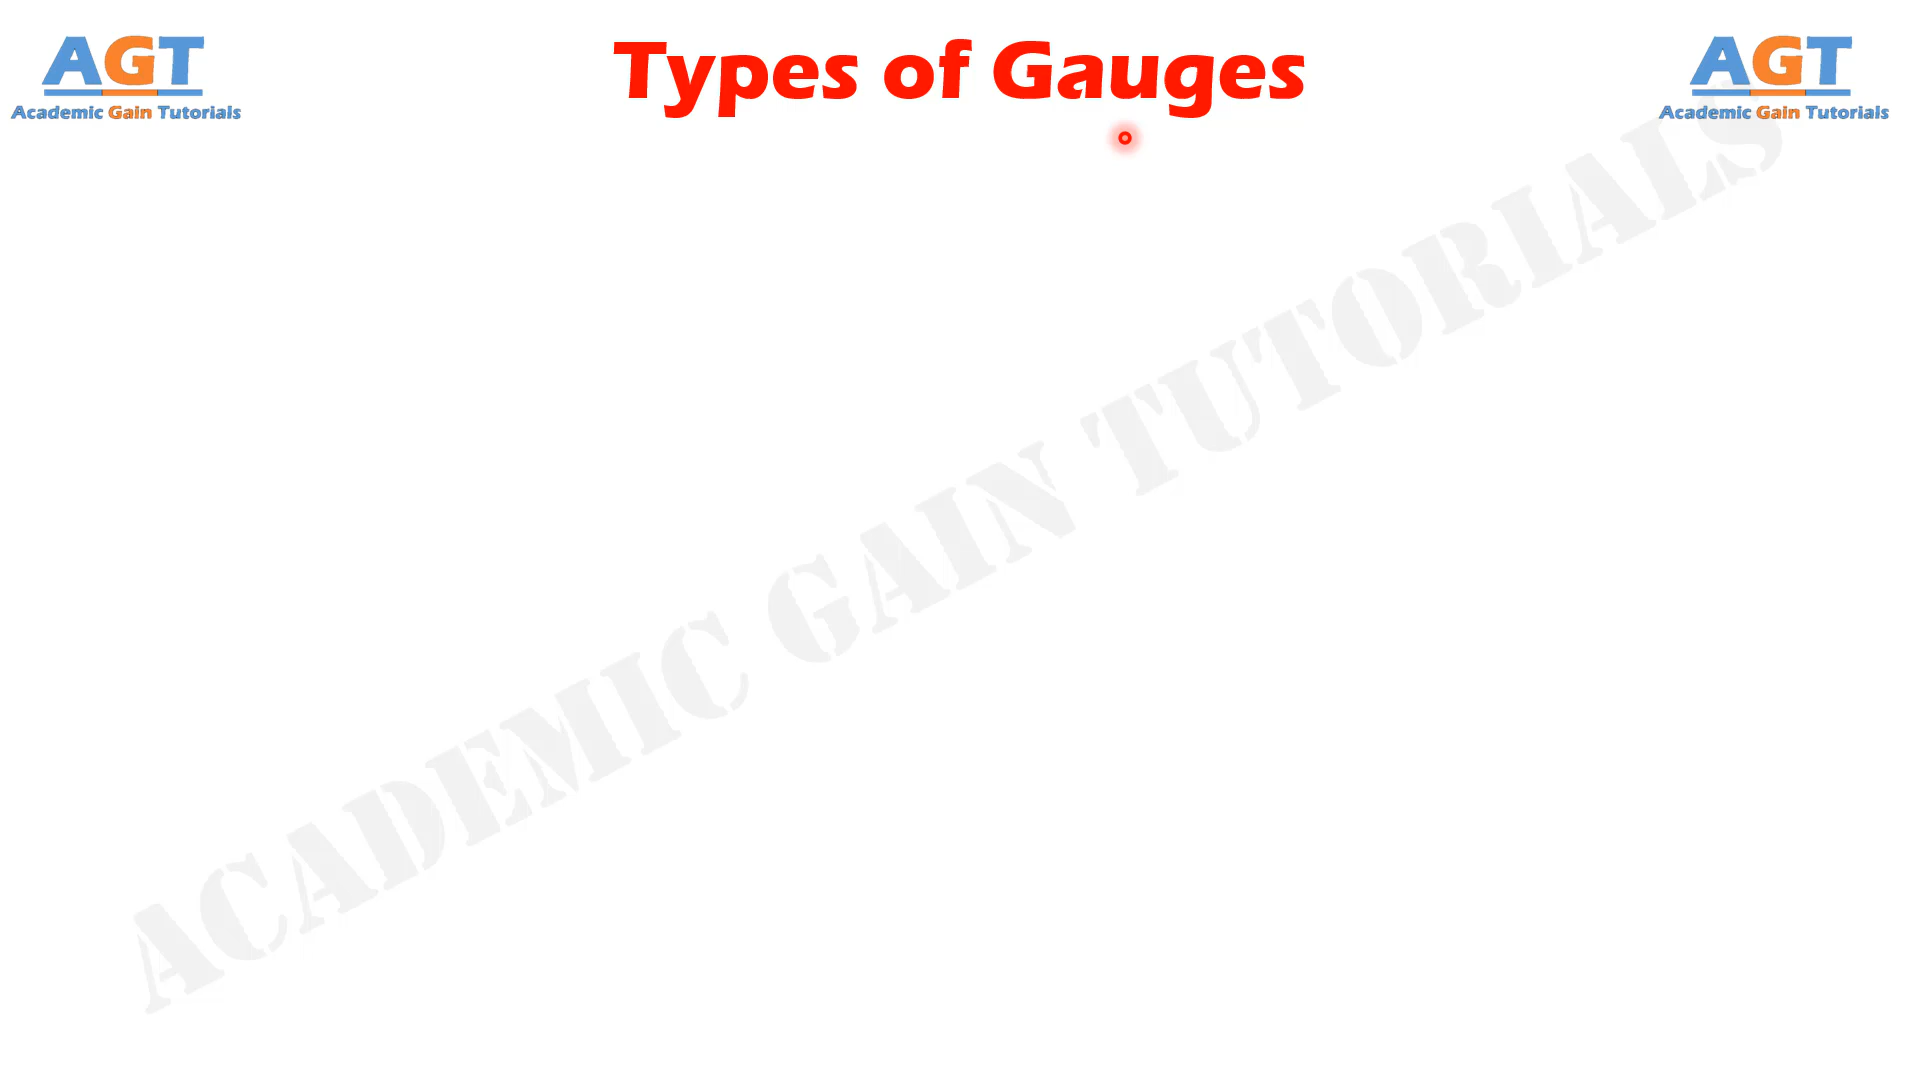 AGT
Academic Gain Tutorials
Types of Gauges
AGT
Academic Gain Tutorials
ACADEMIC GAIN TUTORIALS